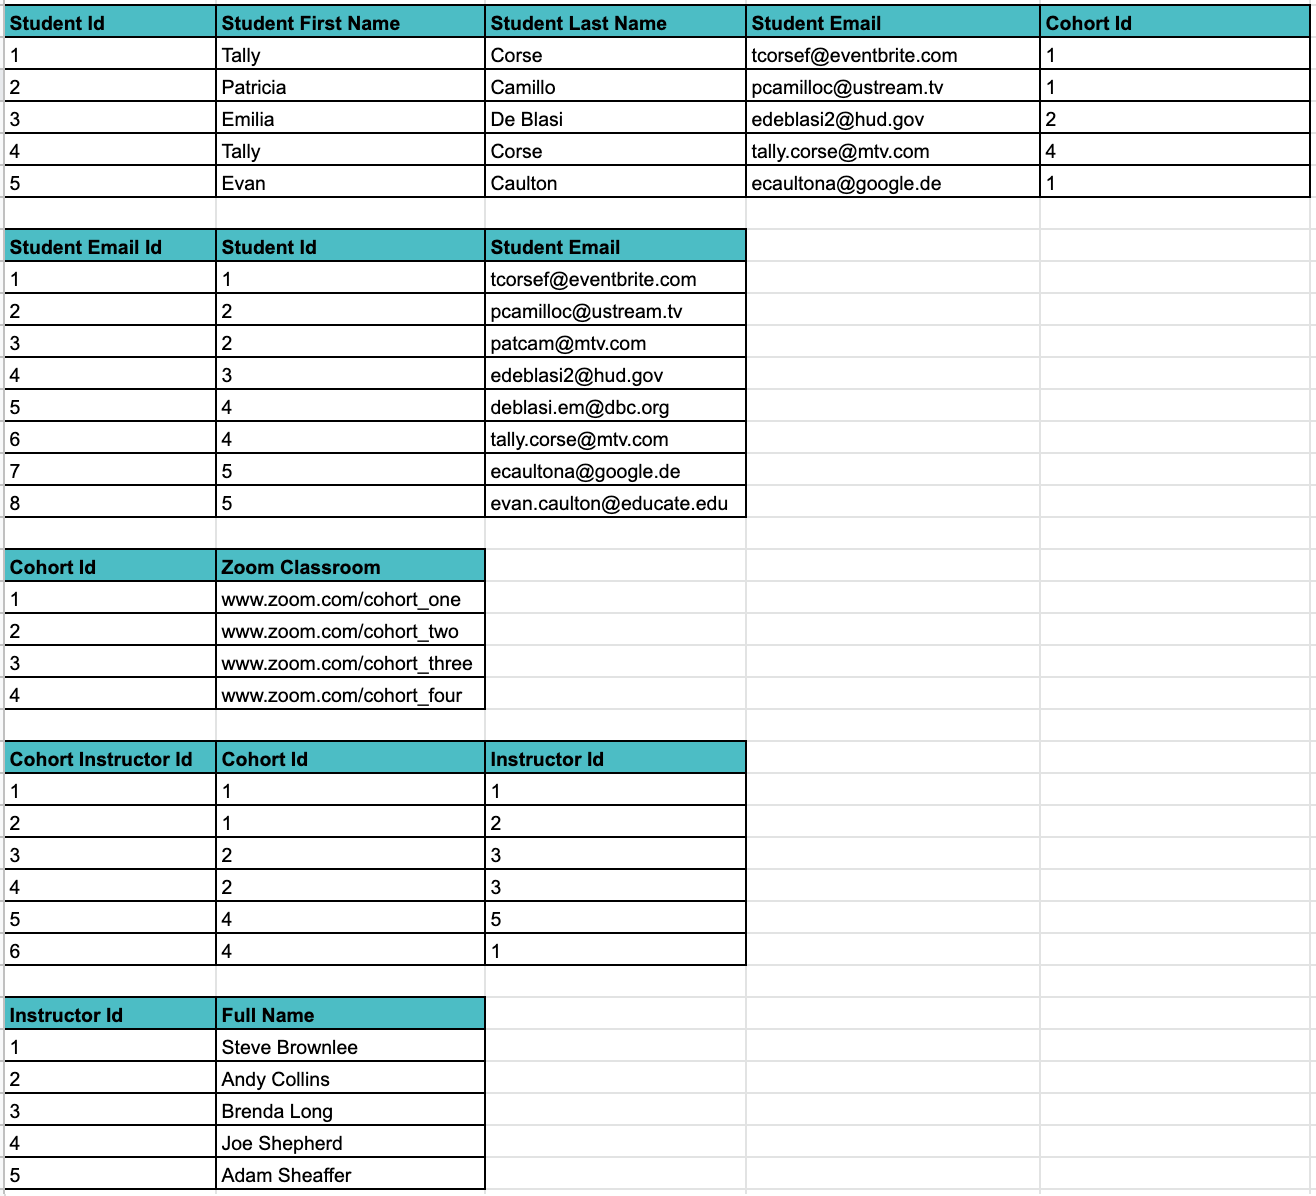 Student Id Student First Name Student Last Name Student Email Cohort Id
1 Tally Corse tcorsef@eventbrite.com 1
2 Patricia Camillo pcamilloc@ustream.tv 1
3 Emilia De Blasi edeblasi2@hud.gov 2
4 Tally Corse tally.corse@mtv.com 4
5 Evan Caulton ecaultona@google.de 1
Student Email Id Student Id Student Email
1 1 tcorsef@eventbrite.com
2 2 pcamilloc@ustream.tv
3 2 patcam@mtv.com
4 3 edeblasi2@hud.gov
5 4 deblasi.em@dbc.org
6 4 tally.corse@mtv.com
7 5 ecaultona@google.de
8 5 evan.caulton@educate.edu
Cohort Id Zoom Classroom
1 www.zoom.com/cohort_one
2 www.zoom.com/cohort_two
3 www.zoom.com/cohort_three
4 www.zoom.com/cohort_four
Cohort Instructor Id Cohort Id Instructor Id
1 1 1
2 1 2
3 2 3
4 2 3
5 4 5
6 4 1
Instructor Id Full Name
1 Steve Brownlee
2 Andy Collins
3 Brenda Long
4 Joe Shepherd
5 Adam Sheaffer